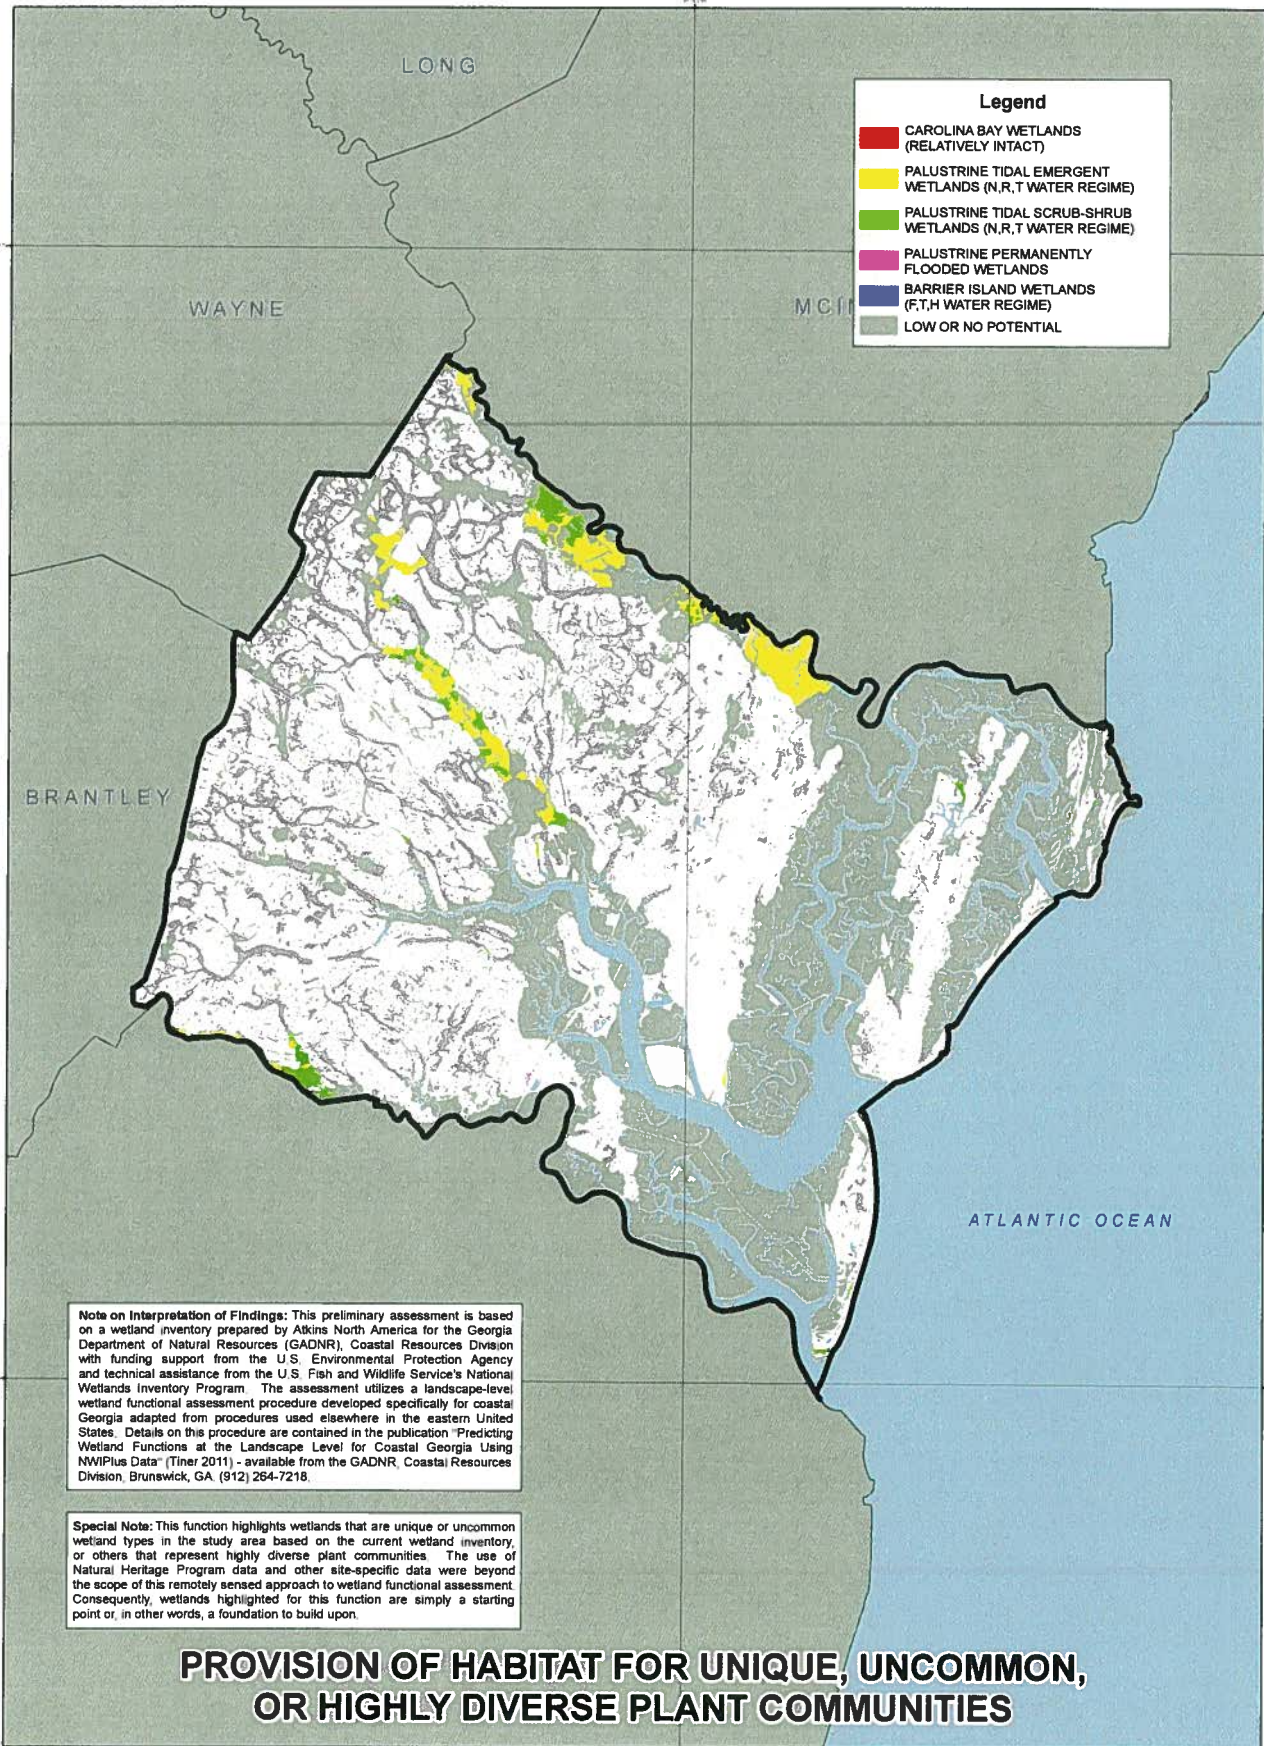 LONG
Legend
CAROLINA BAY WETLANDS
(RELATIVELY INTACT)
PALUSTRINE TIDAL EMERGENT
WETLANDS (N,R,T WATER REGIME)
PALUSTRINE TIDAL SCRUB-SHRUB
WETLANDS (N,R,T WATER REGIME)
PALUSTRINE PERMANENTLY
FLOODED WETLANDS
BARRIER ISLAND WETLANDS
(F,T,H WATER REGIME)
LOW OR NO POTENTIAL
WAYNE
BRANTLEY
ATLANTIC OCEAN
Note on Interpretation of Findings: This preliminary assessment is based
on a wetland inventory prepared by Atkins North America for the Georgia
Department of Natural Resources (GADNR), Coastal Resources Division
with funding support from the U.S. Environmental Protection Agency
and technical assistance from the U.S. Fish and Wildlife Service's National
Wetlands Inventory Program. The assessment utilizes a landscape-level
wetland functional assessment procedure developed specifically for coastal
Georgia adapted from procedures used elsewhere in the eastern United
States. Details on this procedure are contained in the publication "Predicting
Wetland Functions at the Landscape Level for Coastal Georgia Using
NWIPlus Data" (Tiner 2011) - available from the GADNR, Coastal Resources
Division, Brunswick, GA. (912) 264-7218.
Special Note: This function highlights wetlands that are unique or uncommon
wetland types in the study area based on the current wetland inventory,
or others that represent highly diverse plant communities. The use of
Natural Heritage Program data and other site-specific data were beyond
the scope of this remotely sensed approach to wetland functional assessment.
Consequently, wetlands highlighted for this function are simply a starting
point or, in other words, a foundation to build upon.
PROVISION OF HABITAT FOR UNIQUE, UNCOMMON,
OR HIGHLY DIVERSE PLANT COMMUNITIES